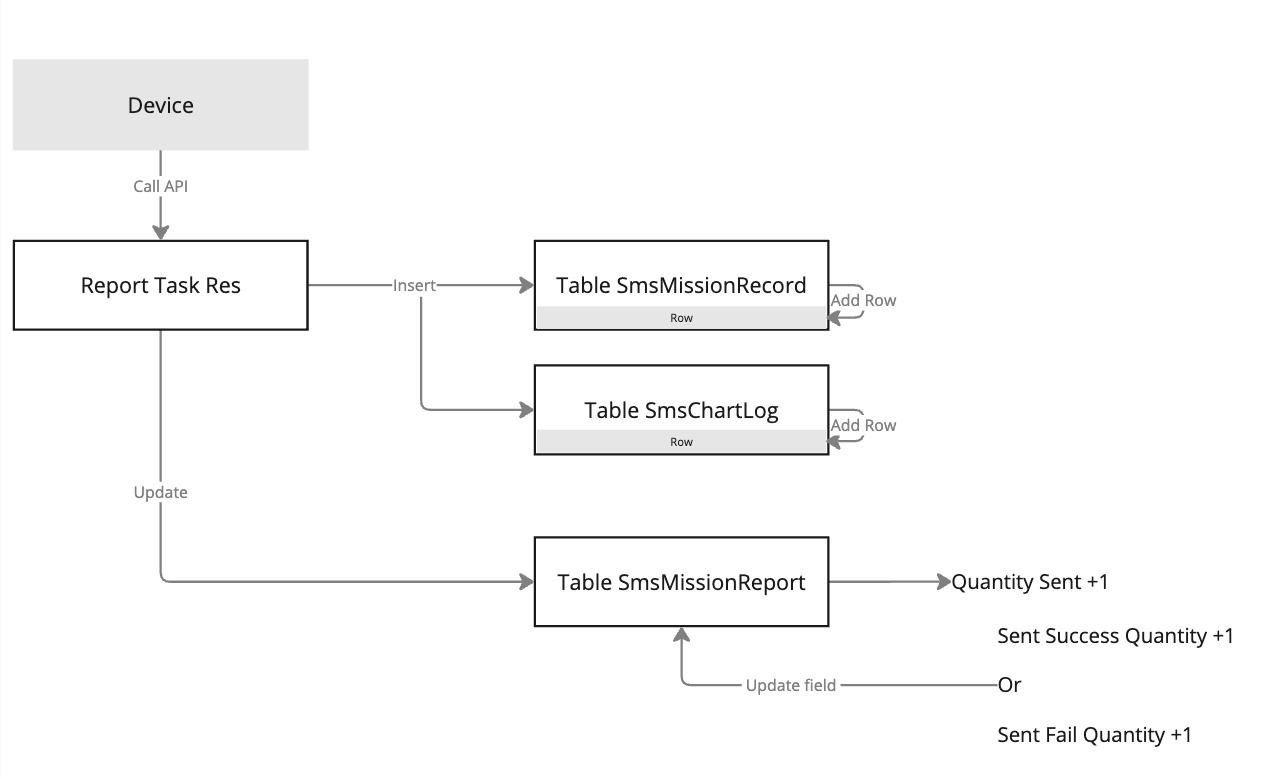 Device
Call API
Report Task Res
Insert
Table SmsMissionRecord
Add Row
Row
Table SmsChartLog
Add Row
Row
Update
Table SmsMissionReport
Quantity Sent +1
Sent Success Quantity +1
Update field
Or
Sent Fail Quantity +1